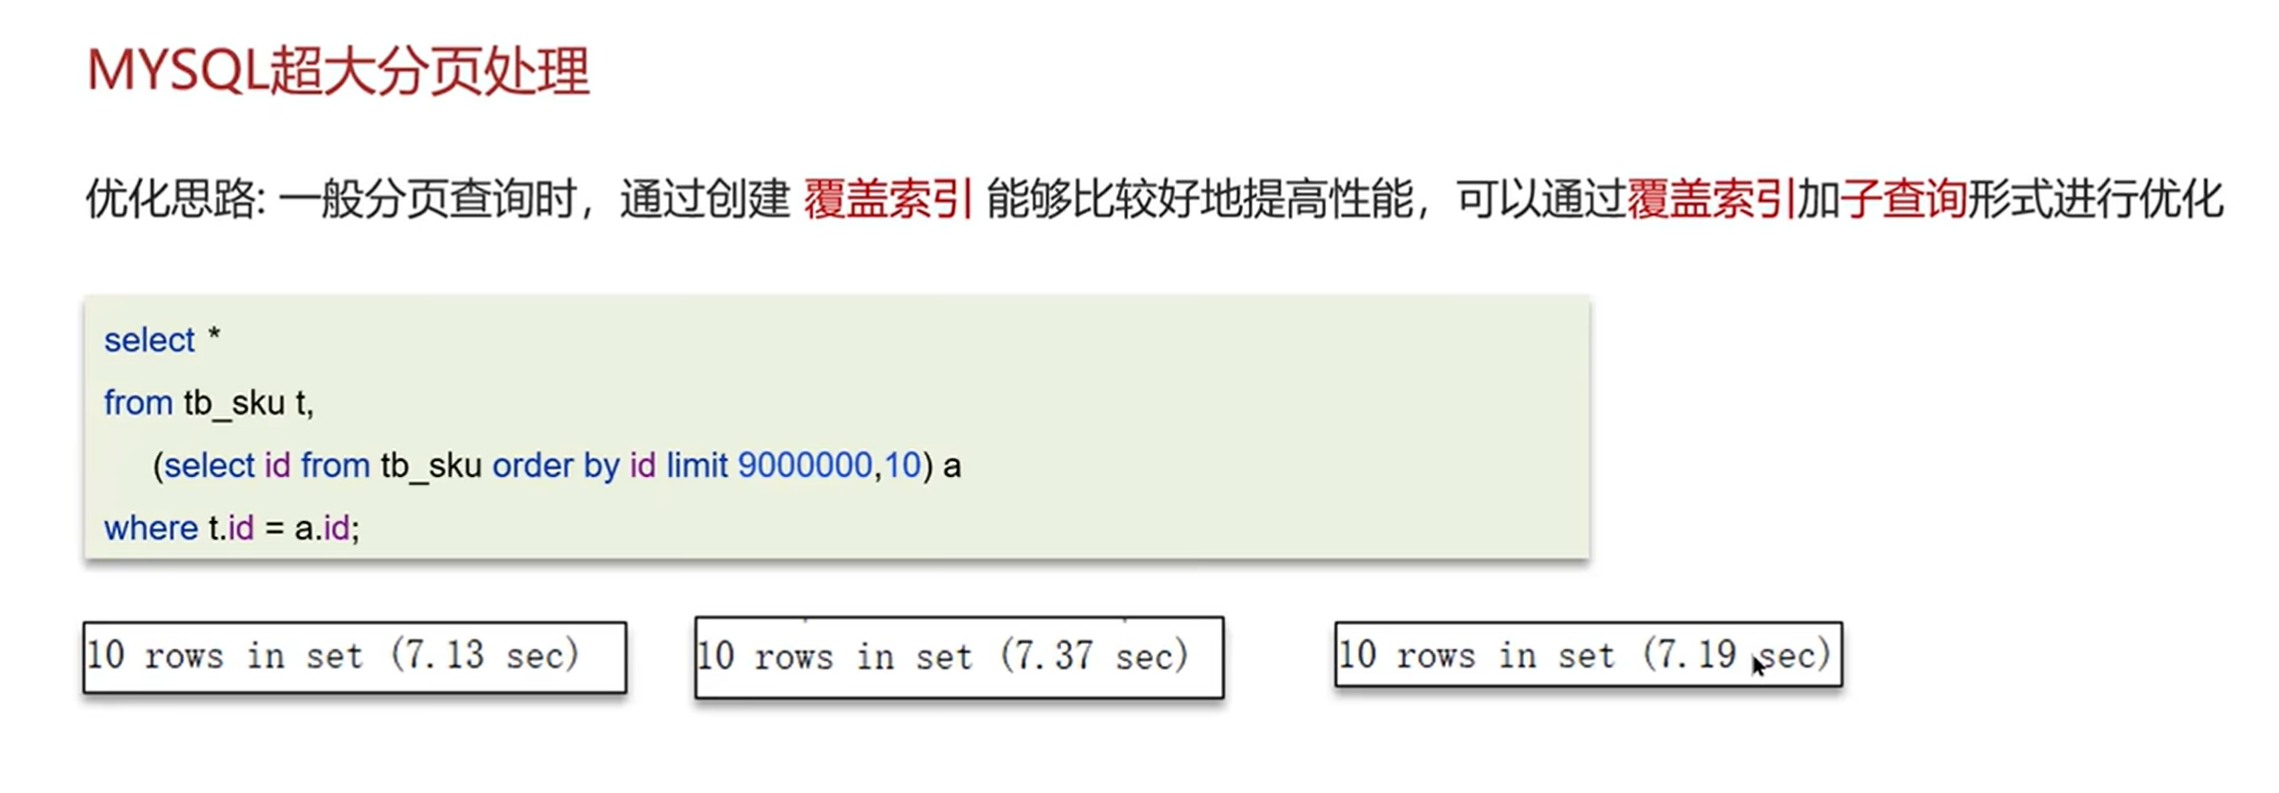 MYSQL超大分页处理
优化思路: 一般分页查询时，通过创建 覆盖索引 能够比较好地提高性能，可以通过覆盖索引加子查询形式进行优化
select *
from tb_sku t,
(select id from tb_sku order by id limit 9000000,10) a
where t.id = a.id;
10 rows in set (7.13 sec)
10 rows in set (7.37 sec)
10 rows in set (7.19 sec)